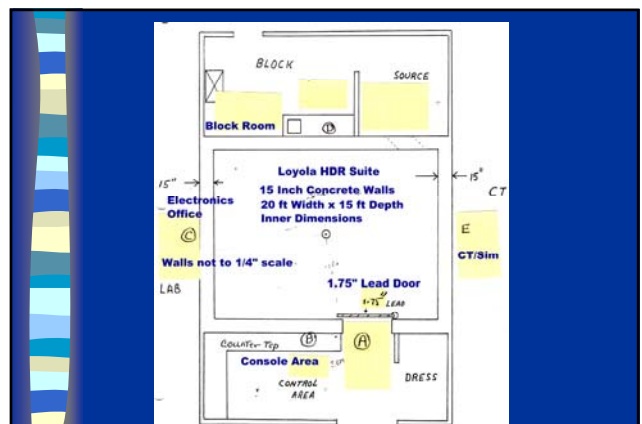 BLOCK
SOURCE
Block Room
D
Loyola HDR Suite
15"
15"
15 Inch Concrete Walls
CT
Electronics
Office
20 ft Width x 15 ft Depth
Inner Dimensions
C
E
CT/Sim
Walls not to 1/4" scale
1.75" Lead Door
LAB
1.75" LEAD
COUNTER TOP
B
A
Console Area
CONTROL
AREA
DRESS